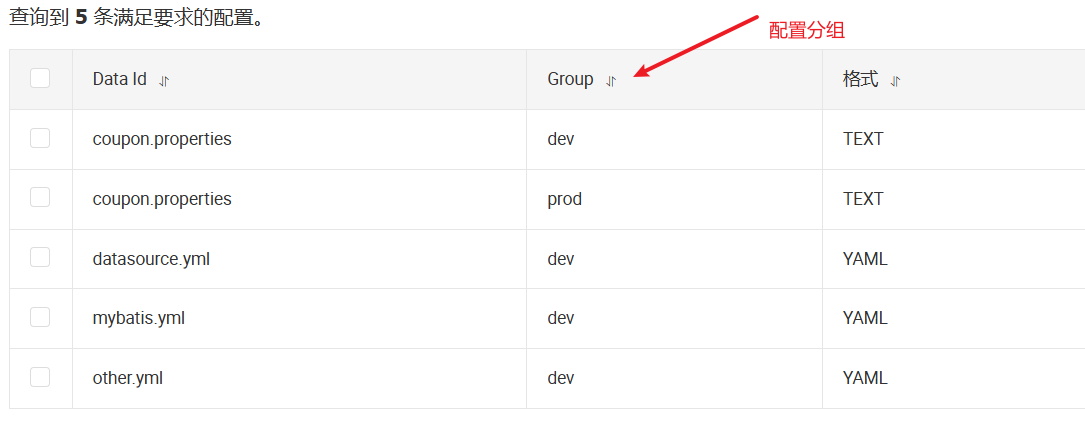 查询到 5 条满足要求的配置。
配置分组
Data Id Group 格式
coupon.properties dev TEXT
coupon.properties prod TEXT
datasource.yml dev YAML
mybatis.yml dev YAML
other.yml dev YAML